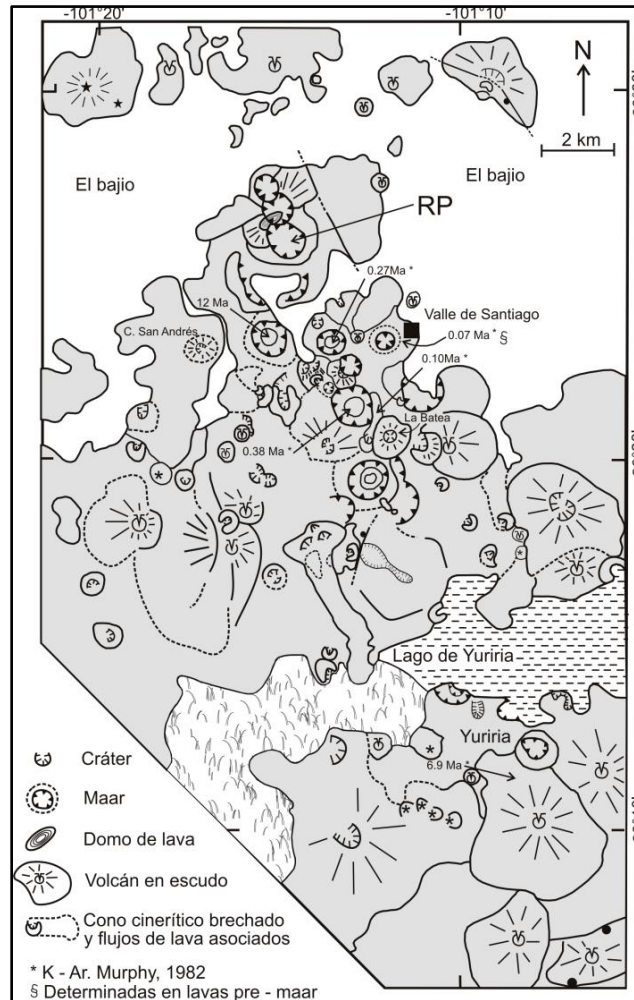 -101°20'
-101°10'
N
2 km
El bajio
El bajio
RP
0.27Ma *
12 Ma
Valle de Santiago
C. San Andrés
0.07 Ma * §
0.10Ma *
La Batea
0.38 Ma *
Lago de Yuriria
Yuriria
6.9 Ma *
Cráter
Maar
Domo de lava
Volcán en escudo
Cono cinerítico brechado
y flujos de lava asociados
* K - Ar. Murphy, 1982
§ Determinadas en lavas pre - maar